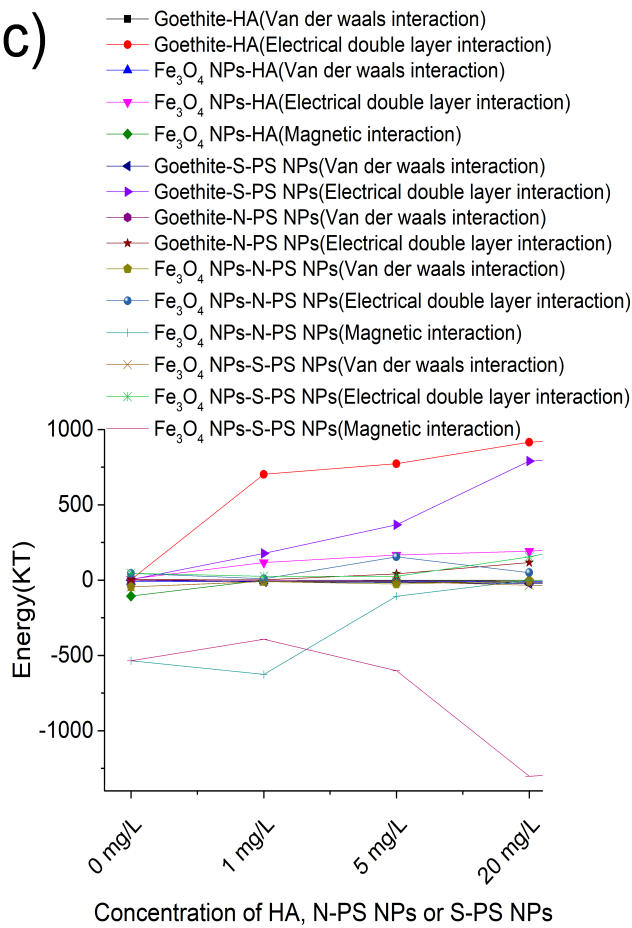 c)
Goethite-HA(Van der waals interaction)
Goethite-HA(Electrical double layer interaction)
Fe3O4 NPs-HA(Van der waals interaction)
Fe3O4 NPs-HA(Electrical double layer interaction)
Fe3O4 NPs-HA(Magnetic interaction)
Goethite-S-PS NPs(Van der waals interaction)
Goethite-S-PS NPs(Electrical double layer interaction)
Goethite-N-PS NPs(Van der waals interaction)
Goethite-N-PS NPs(Electrical double layer interaction)
Fe3O4 NPs-N-PS NPs(Van der waals interaction)
Fe3O4 NPs-N-PS NPs(Electrical double layer interaction)
Fe3O4 NPs-N-PS NPs(Magnetic interaction)
Fe3O4 NPs-S-PS NPs(Van der waals interaction)
Fe3O4 NPs-S-PS NPs(Electrical double layer interaction)
Fe3O4 NPs-S-PS NPs(Magnetic interaction)
1000
500
0
-500
-1000
Energy(KT)
0 mg/L
1 mg/L
5 mg/L
20 mg/L
Concentration of HA, N-PS NPs or S-PS NPs